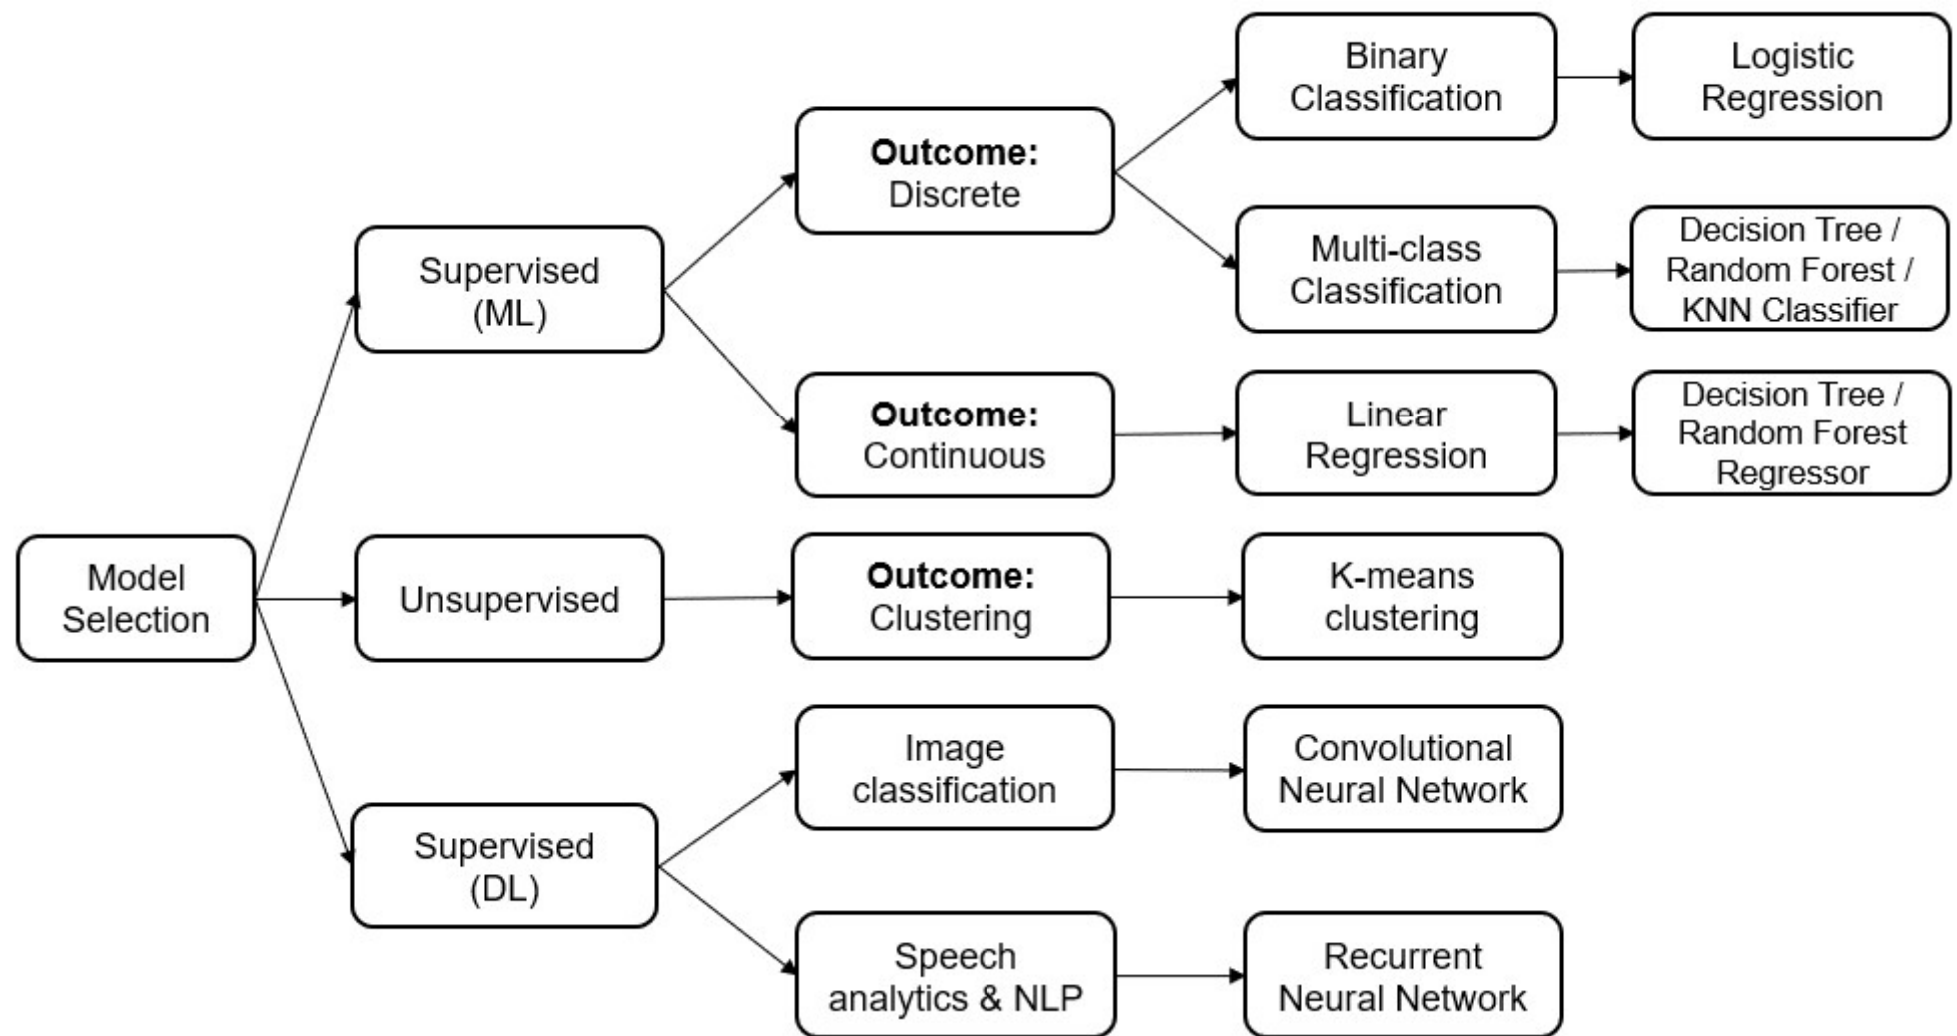 Model
Selection
Supervised
(ML)
Unsupervised
Supervised
(DL)
Outcome:
Discrete
Outcome:
Continuous
Outcome:
Clustering
Image
classification
Speech
analytics & NLP
Binary
Classification
Multi-class
Classification
Linear
Regression
K-means
clustering
Convolutional
Neural Network
Recurrent
Neural Network
Logistic
Regression
Decision Tree /
Random Forest /
KNN Classifier
Decision Tree /
Random Forest
Regressor